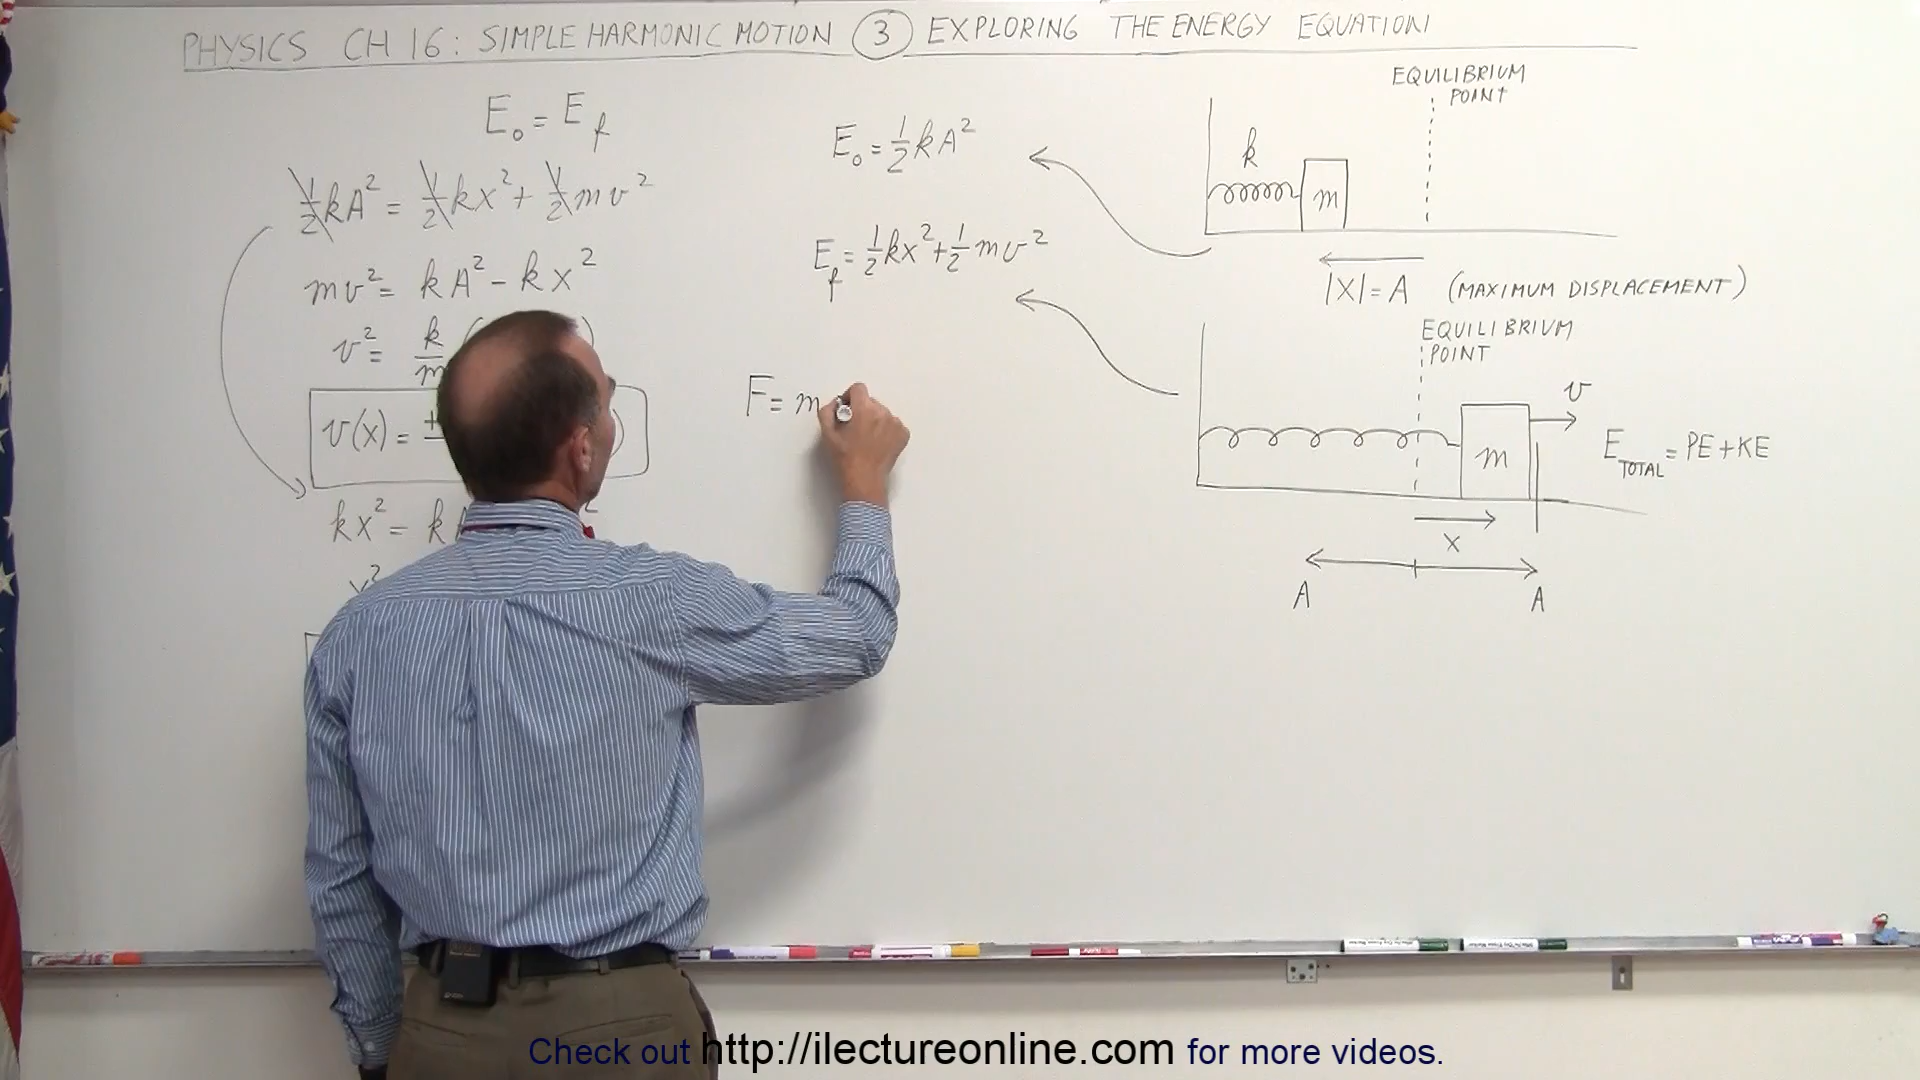 PHYSICS CH 16: SIMPLE HARMONIC MOTION ③ EXPLORING THE ENERGY EQUATION
E₀ = E_f
½kA² = ½kx² + ½mv²
mv² = kA² - kx²
v² = k/m (
v(x) = ± )
kx² = k
E₀ = ½kA²
E_f = ½kx² + ½mv²
F = m
EQUILIBRIUM
POINT
k
m
|X| = A (MAXIMUM DISPLACEMENT)
EQUILIBRIUM
POINT
v
m
E_TOTAL = PE + KE
x
A A
Check out http://ilectureonline.com for more videos.